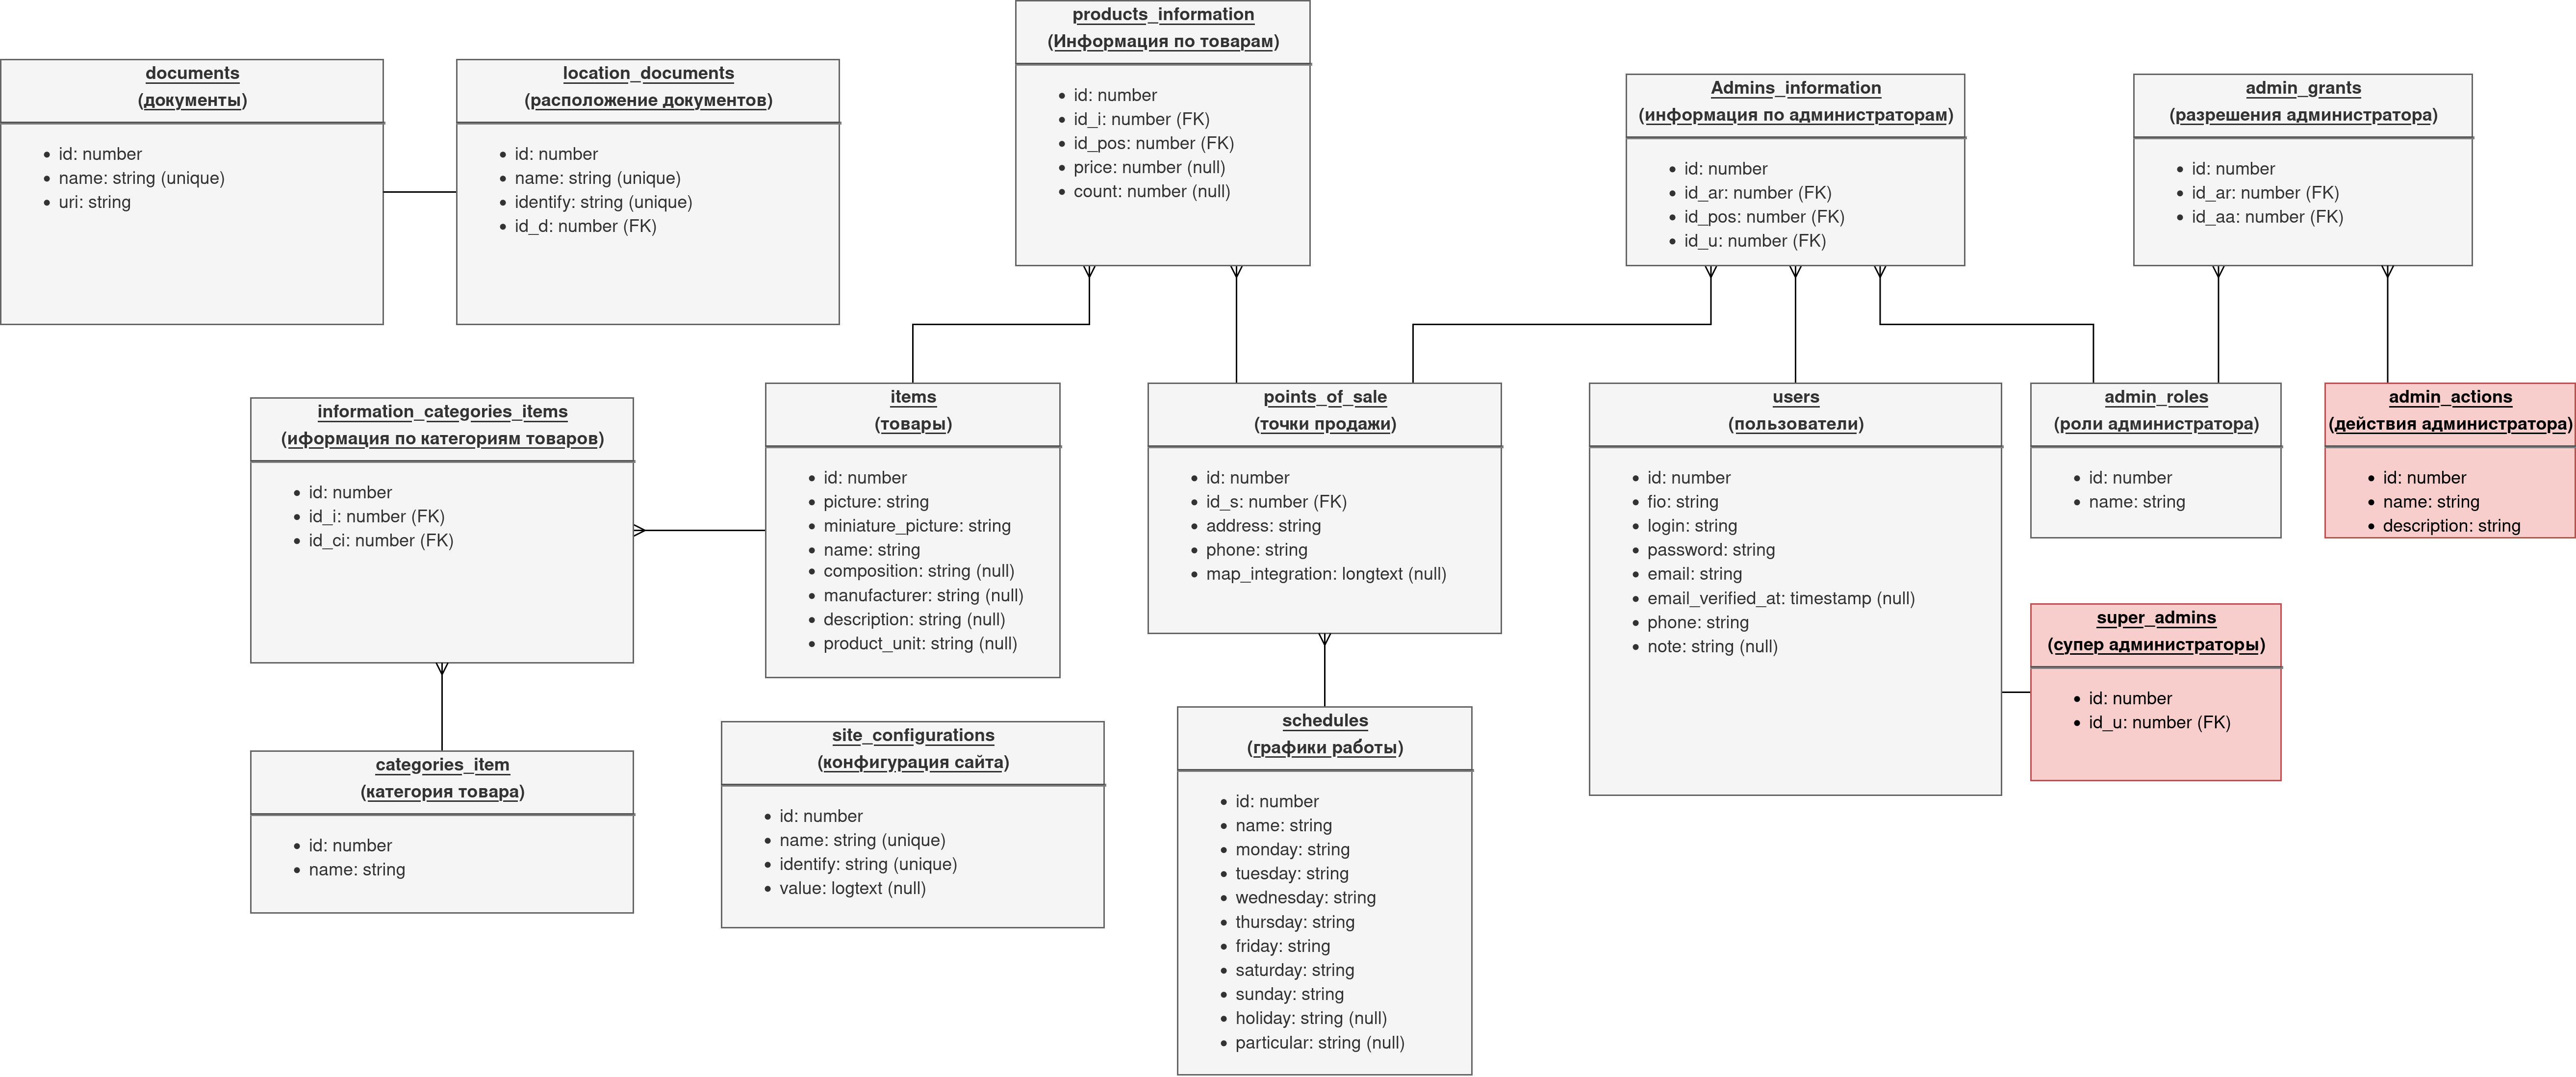 products_information
(Информация по товарам)
id: number
id_i: number (FK)
id_pos: number (FK)
price: number (null)
count: number (null)
documents
(документы)
id: number
name: string (unique)
uri: string
location_documents
(расположение документов)
id: number
name: string (unique)
identify: string (unique)
id_d: number (FK)
Admins_information
(информация по администраторам)
id: number
id_ar: number (FK)
id_pos: number (FK)
id_u: number (FK)
admin_grants
(разрешения администратора)
id: number
id_ar: number (FK)
id_aa: number (FK)
information_categories_items
(иформация по категориям товаров)
id: number
id_i: number (FK)
id_ci: number (FK)
items
(товары)
id: number
picture: string
miniature_picture: string
name: string
composition: string (null)
manufacturer: string (null)
description: string (null)
product_unit: string (null)
points_of_sale
(точки продажи)
id: number
id_s: number (FK)
address: string
phone: string
map_integration: longtext (null)
users
(пользователи)
id: number
fio: string
login: string
password: string
email: string
email_verified_at: timestamp (null)
phone: string
note: string (null)
admin_roles
(роли администратора)
id: number
name: string
admin_actions
(действия администратора)
id: number
name: string
description: string
super_admins
(супер администраторы)
id: number
id_u: number (FK)
categories_item
(категория товара)
id: number
name: string
site_configurations
(конфигурация сайта)
id: number
name: string (unique)
identify: string (unique)
value: logtext (null)
schedules
(графики работы)
id: number
name: string
monday: string
tuesday: string
wednesday: string
thursday: string
friday: string
saturday: string
sunday: string
holiday: string (null)
particular: string (null)